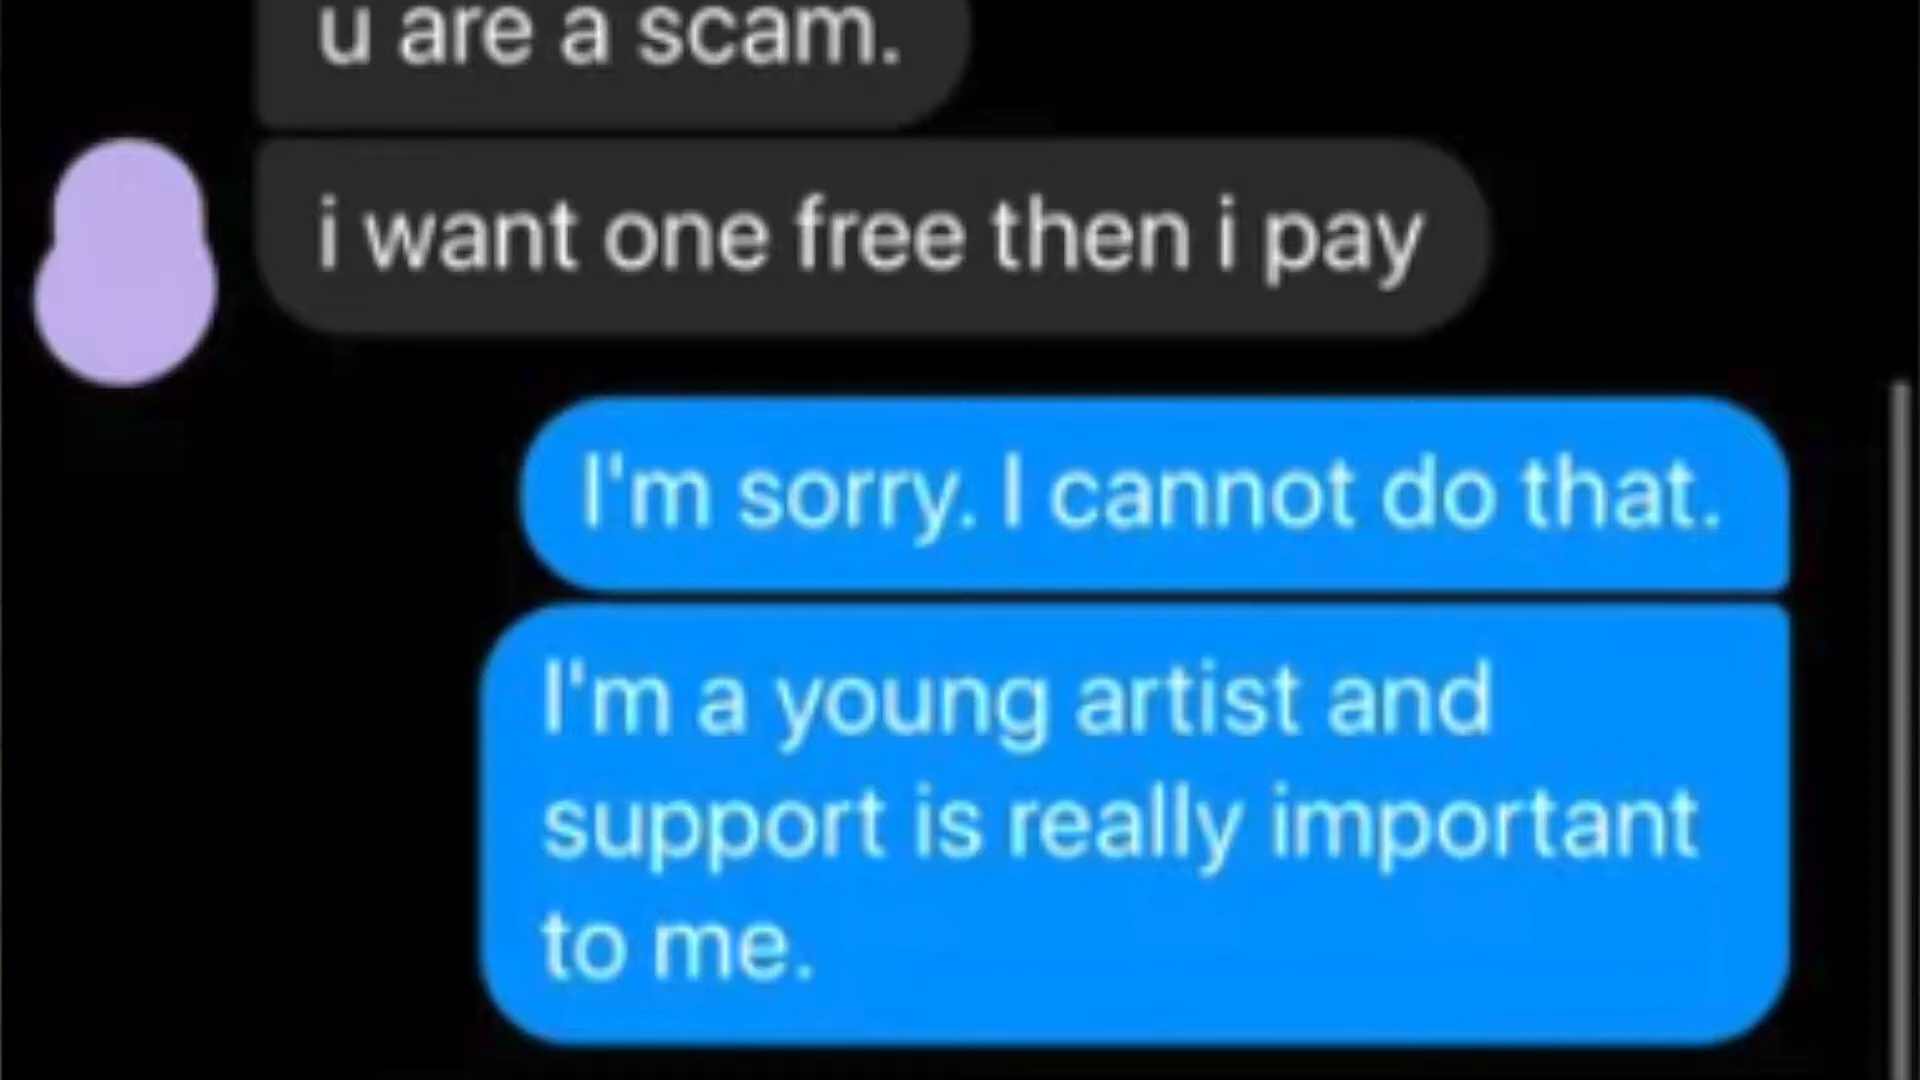 u are a scam.
i want one free then i pay
I'm sorry. I cannot do that.
I'm a young artist and
support is really important
to me.